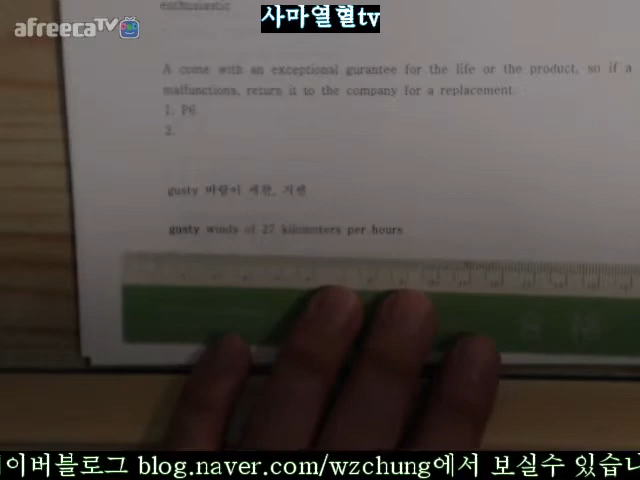 사마열혈tv
afreecaTV
enthusiastic
A come with an exceptional gurantee for the life or the product, so if a
malfunctions, return it to the company for a replacement.
1. P6
2.
gusty 바람이 세찬, 거센
gusty winds of 27 kilometers per hours
이버블로그 blog.naver.com/wzchung에서 보실수 있습니